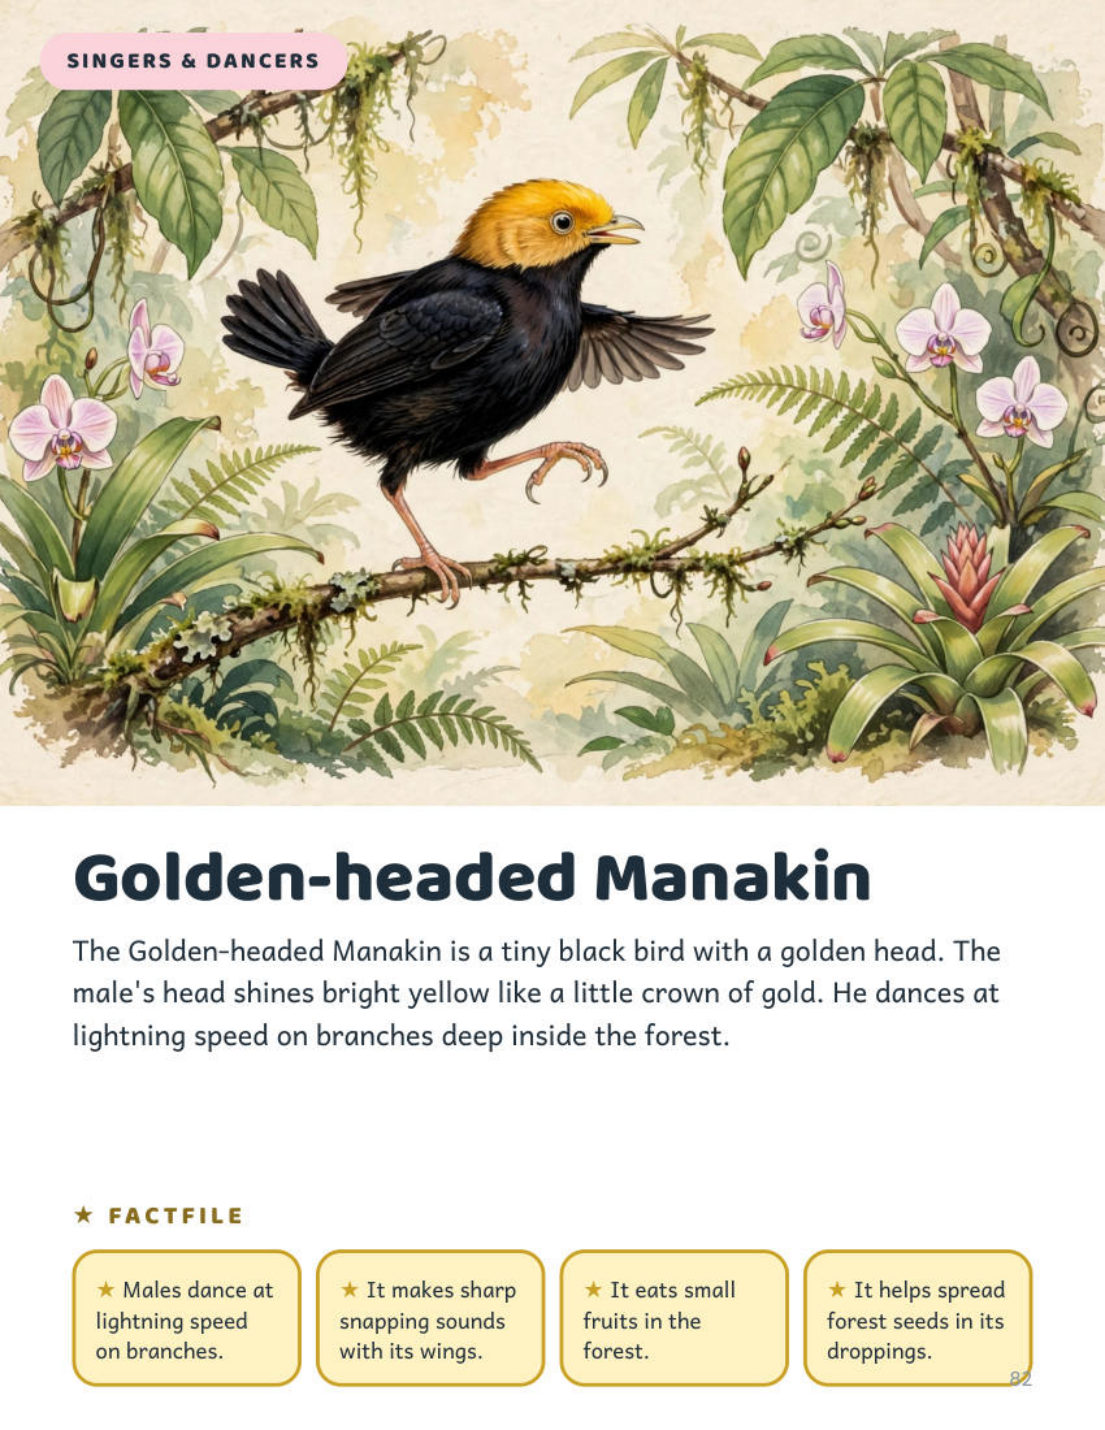 SINGERS & DANCERS
Golden-headed Manakin
The Golden-headed Manakin is a tiny black bird with a golden head. The
male's head shines bright yellow like a little crown of gold. He dances at
lightning speed on branches deep inside the forest.
★ FACTFILE
★ Males dance at
lightning speed
on branches.
★ It makes sharp
snapping sounds
with its wings.
★ It eats small
fruits in the
forest.
★ It helps spread
forest seeds in its
droppings.
82